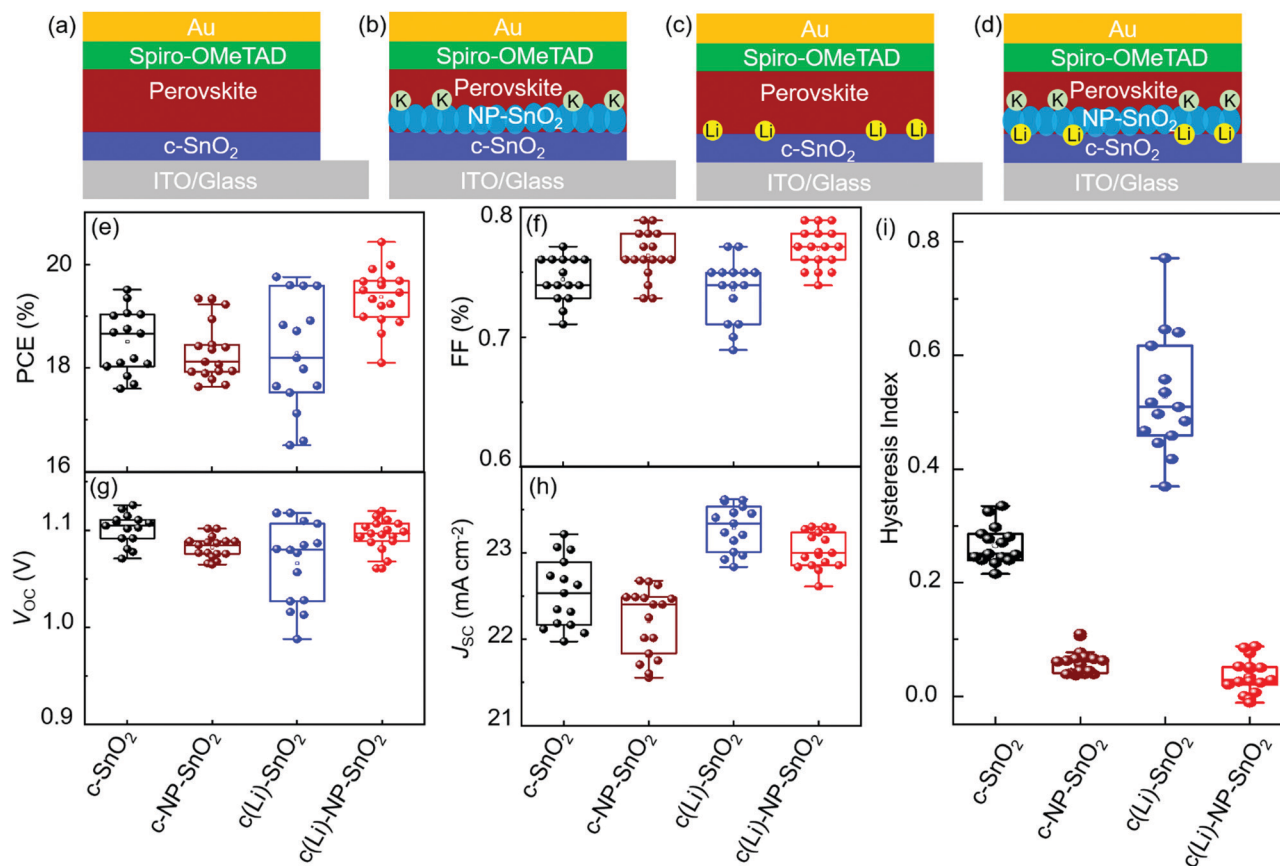 (a)
Au
Spiro-OMeTAD
Perovskite
c-SnO₂
ITO/Glass
(b)
Au
Spiro-OMeTAD
Perovskite
K K K K
NP-SnO₂
c-SnO₂
ITO/Glass
(c)
Au
Spiro-OMeTAD
Perovskite
Li Li Li Li
c-SnO₂
ITO/Glass
(d)
Au
Spiro-OMeTAD
Perovskite
K K K K
NP-SnO₂
Li Li Li Li
c-SnO₂
ITO/Glass
(e)
PCE (%)
20
18
16
(f)
FF (%)
0.8
0.7
0.6
(g)
V_OC (V)
1.1
1.0
0.9
c-SnO₂
c-NP-SnO₂
c(Li)-SnO₂
c(Li)-NP-SnO₂
(h)
J_SC (mA cm⁻²)
23
22
21
c-SnO₂
c-NP-SnO₂
c(Li)-SnO₂
c(Li)-NP-SnO₂
(i)
Hysteresis Index
0.8
0.6
0.4
0.2
0.0
c-SnO₂
c-NP-SnO₂
c(Li)-SnO₂
c(Li)-NP-SnO₂